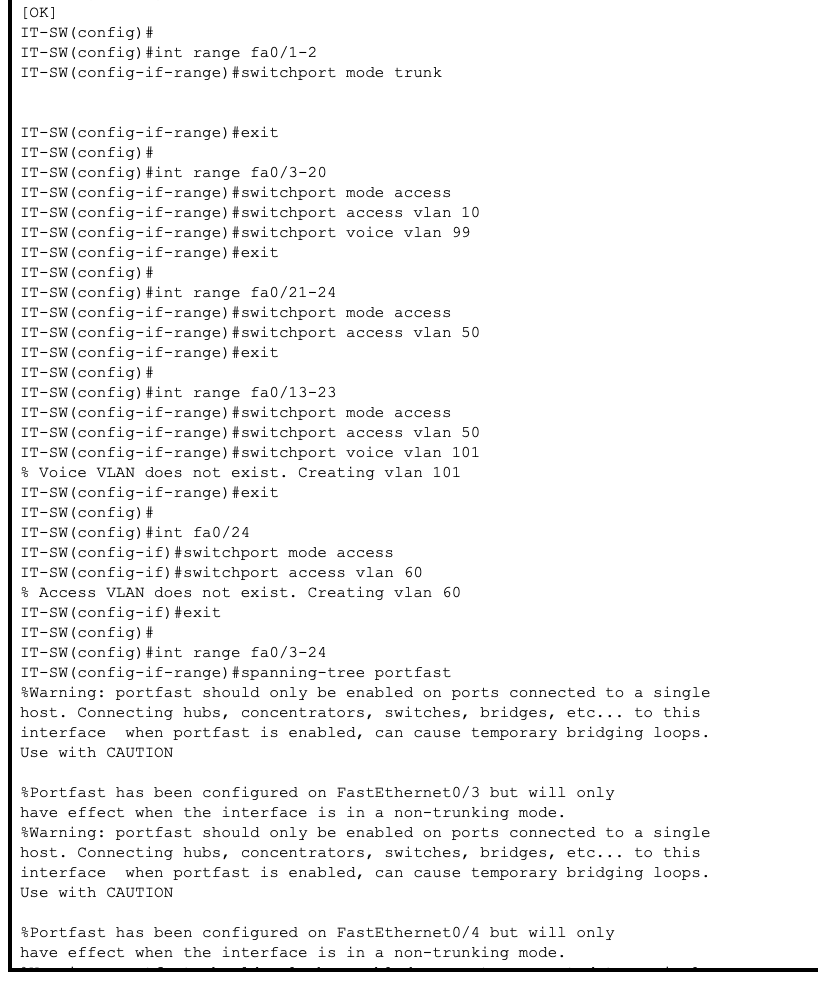 [OK]
IT-SW(config)#
IT-SW(config)#int range fa0/1-2
IT-SW(config-if-range)#switchport mode trunk
IT-SW(config-if-range)#exit
IT-SW(config)#
IT-SW(config)#int range fa0/3-20
IT-SW(config-if-range)#switchport mode access
IT-SW(config-if-range)#switchport access vlan 10
IT-SW(config-if-range)#switchport voice vlan 99
IT-SW(config-if-range)#exit
IT-SW(config)#
IT-SW(config)#int range fa0/21-24
IT-SW(config-if-range)#switchport mode access
IT-SW(config-if-range)#switchport access vlan 50
IT-SW(config-if-range)#exit
IT-SW(config)#
IT-SW(config)#int range fa0/13-23
IT-SW(config-if-range)#switchport mode access
IT-SW(config-if-range)#switchport access vlan 50
IT-SW(config-if-range)#switchport voice vlan 101
% Voice VLAN does not exist. Creating vlan 101
IT-SW(config-if-range)#exit
IT-SW(config)#
IT-SW(config)#int fa0/24
IT-SW(config-if)#switchport mode access
IT-SW(config-if)#switchport access vlan 60
% Access VLAN does not exist. Creating vlan 60
IT-SW(config-if)#exit
IT-SW(config)#
IT-SW(config)#int range fa0/3-24
IT-SW(config-if-range)#spanning-tree portfast
%Warning: portfast should only be enabled on ports connected to a single
host. Connecting hubs, concentrators, switches, bridges, etc... to this
interface  when portfast is enabled, can cause temporary bridging loops.
Use with CAUTION
%Portfast has been configured on FastEthernet0/3 but will only
have effect when the interface is in a non-trunking mode.
%Warning: portfast should only be enabled on ports connected to a single
host. Connecting hubs, concentrators, switches, bridges, etc... to this
interface  when portfast is enabled, can cause temporary bridging loops.
Use with CAUTION
%Portfast has been configured on FastEthernet0/4 but will only
have effect when the interface is in a non-trunking mode.